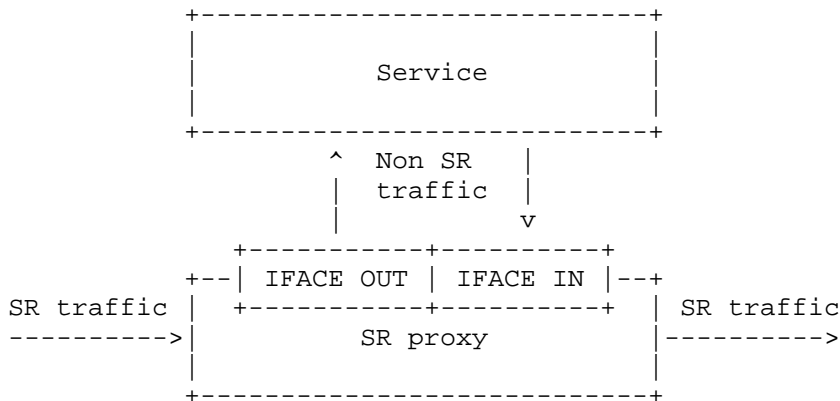 Service
Non SR
traffic
IFACE OUT IFACE IN
SR traffic SR traffic
SR proxy